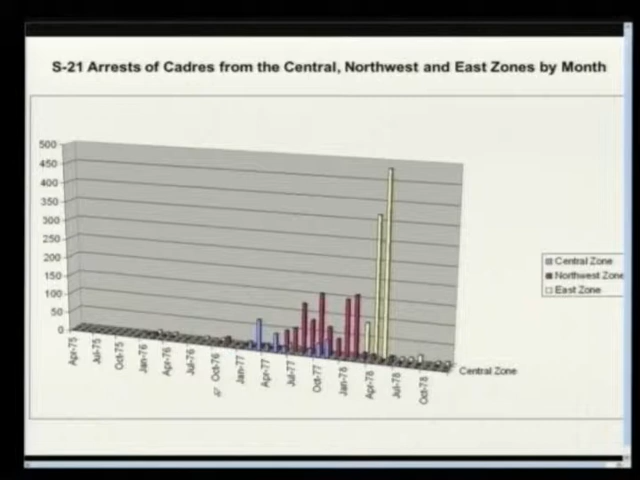 S-21 Arrests of Cadres from the Central, Northwest and East Zones by Month
500
450
400
350
300
250
200
150
100
50
0
Apr-75
Jul-75
Oct-75
Jan-76
Apr-76
Jul-76
Oct-76
Jan-77
Apr-77
Jul-77
Oct-77
Jan-78
Apr-78
Jul-78
Oct-78
Central Zone
Central Zone
Northwest Zone
East Zone